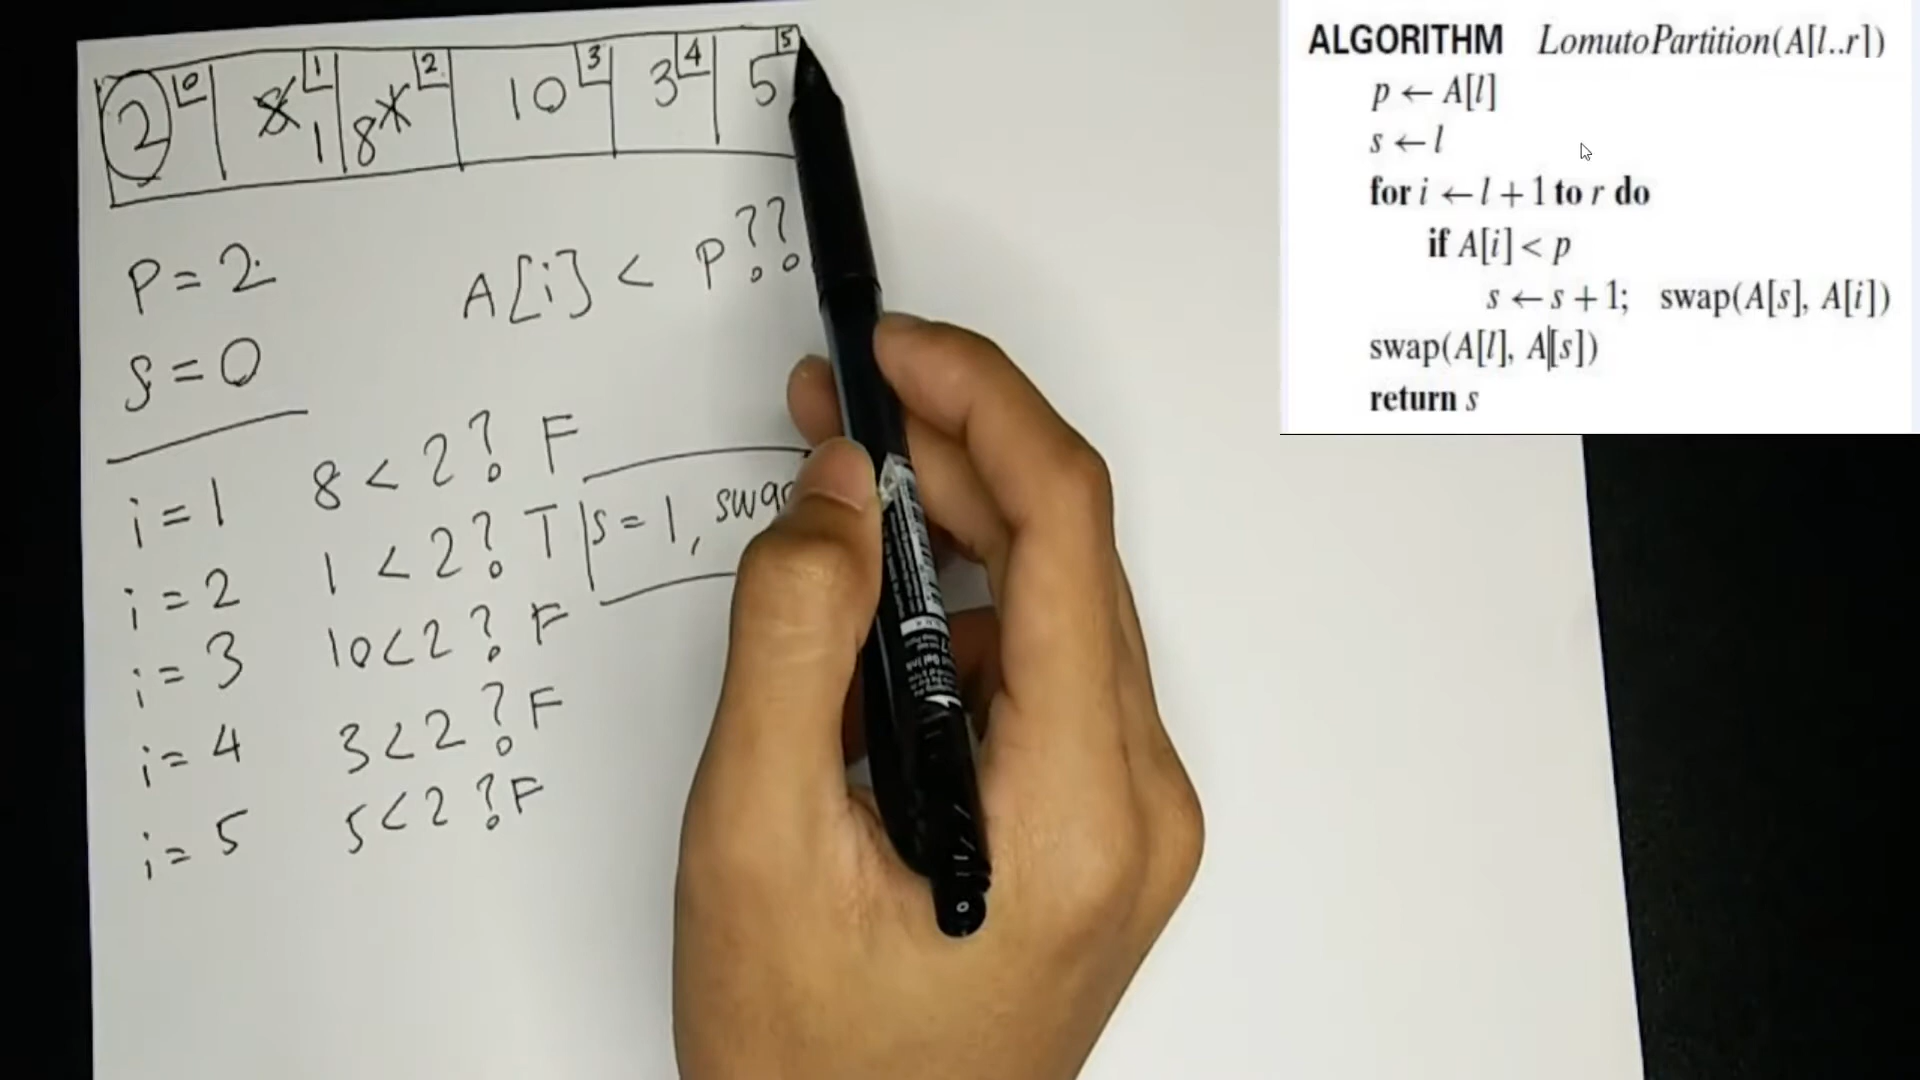 2 0 8 1 1 8 1 2 10 3 3 4 5 5
P = 2
A[i] < P ??
S = 0
i = 1 8 < 2 ? F
i = 2 1 < 2 ? T S = 1,
i = 3 10 < 2 ? F
i = 4 3 < 2 ? F
i = 5 5 < 2 ? F
ALGORITHM LomutoPartition(A[l..r])
p ← A[l]
s ← l
for i ← l + 1 to r do
if A[i] < p
s ← s + 1; swap(A[s], A[i])
swap(A[l], A[s])
return s